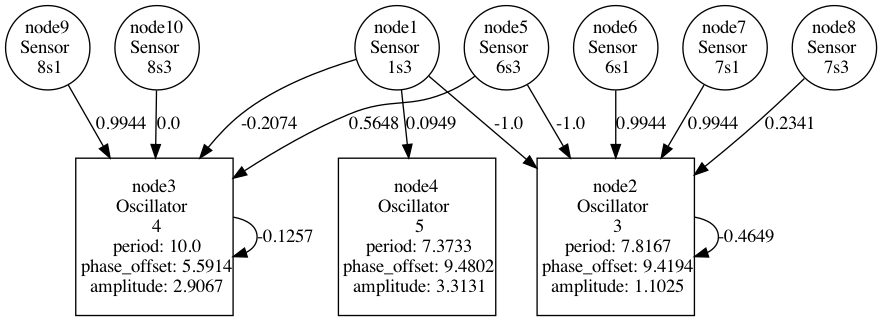 node9
Sensor
8s1
node10
Sensor
8s3
node1
Sensor
1s3
node5
Sensor
6s3
node6
Sensor
6s1
node7
Sensor
7s1
node8
Sensor
7s3
0.9944
0.0
-0.2074
0.5648
0.0949
-1.0
-1.0
0.9944
0.9944
0.2341
node3
Oscillator
4
period: 10.0
phase_offset: 5.5914
amplitude: 2.9067
-0.1257
node4
Oscillator
5
period: 7.3733
phase_offset: 9.4802
amplitude: 3.3131
node2
Oscillator
3
period: 7.8167
phase_offset: 9.4194
amplitude: 1.1025
-0.4649